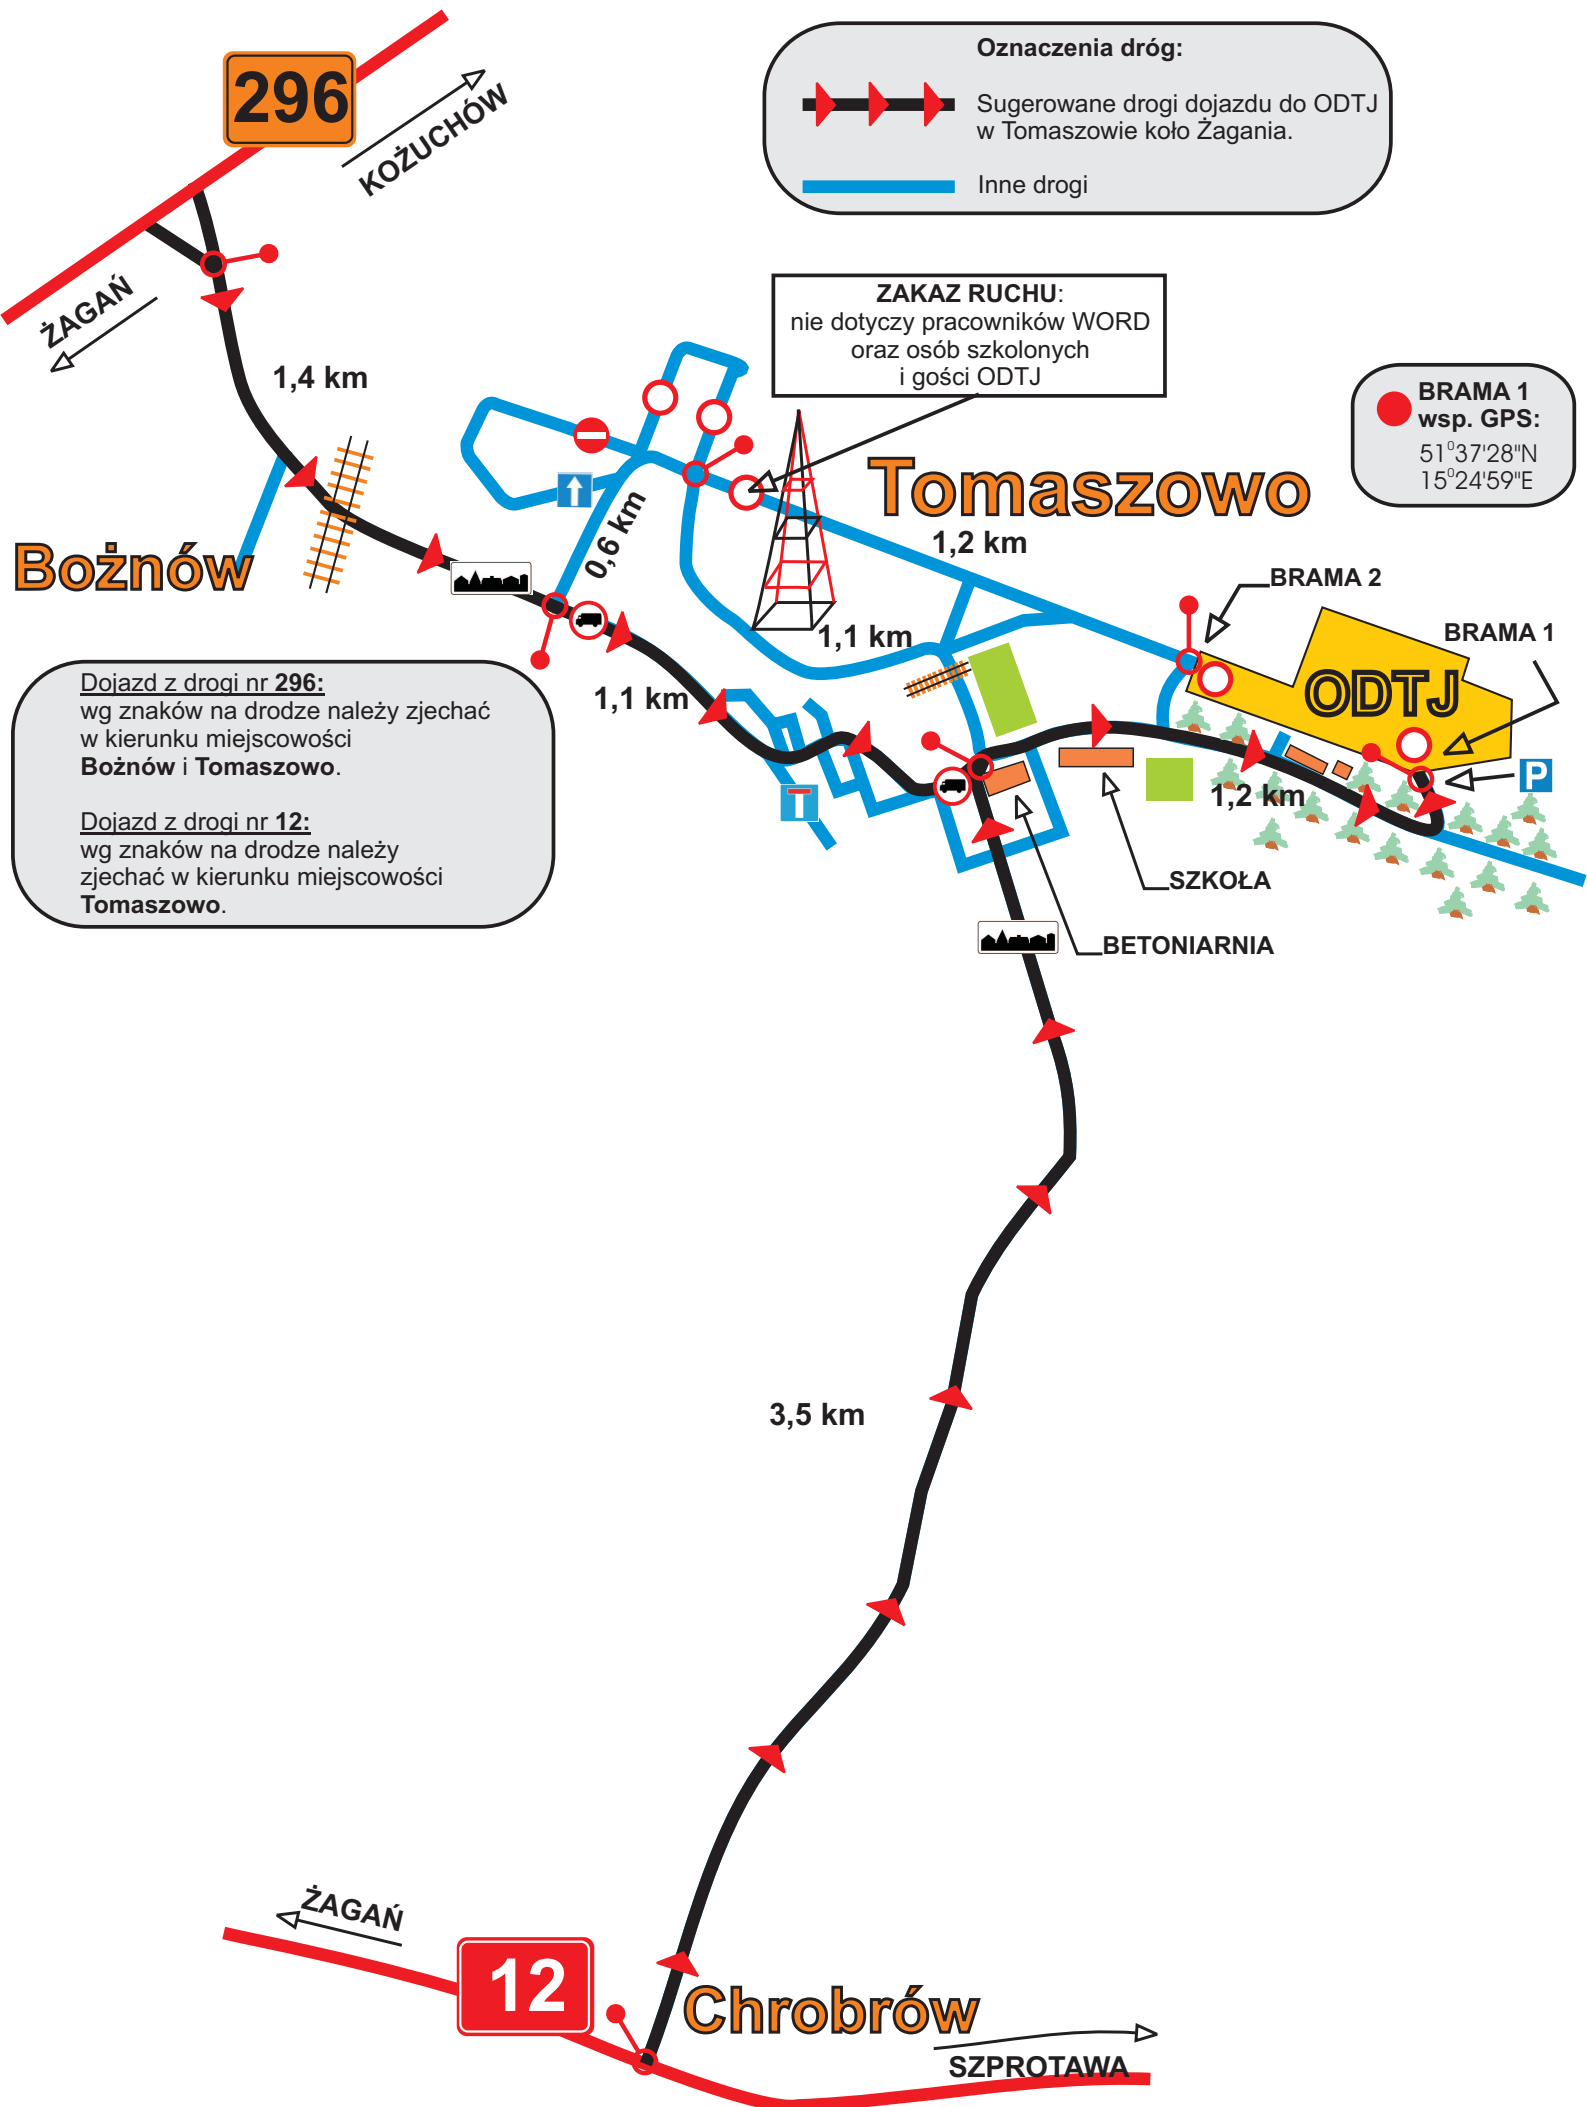 296
KOŻUCHÓW
ŻAGAŃ
Oznaczenia dróg:
Sugerowane drogi dojazdu do ODTJ
w Tomaszowie koło Żagania.
Inne drogi
ZAKAZ RUCHU:
nie dotyczy pracowników WORD
oraz osób szkolonych
i gości ODTJ
BRAMA 1
wsp. GPS:
51⁰37'28"N
15⁰24'59"E
1,4 km
Tomaszowo
Bożnów
0,6 km
1,2 km
BRAMA 2
BRAMA 1
1,1 km
ODTJ
1,1 km
Dojazd z drogi nr 296:
wg znaków na drodze należy zjechać
w kierunku miejscowości
Bożnów i Tomaszowo.
Dojazd z drogi nr 12:
wg znaków na drodze należy
zjechać w kierunku miejscowości
Tomaszowo.
P
1,2 km
SZKOŁA
BETONIARNIA
3,5 km
ŻAGAŃ
12
Chrobrów
SZPROTAWA